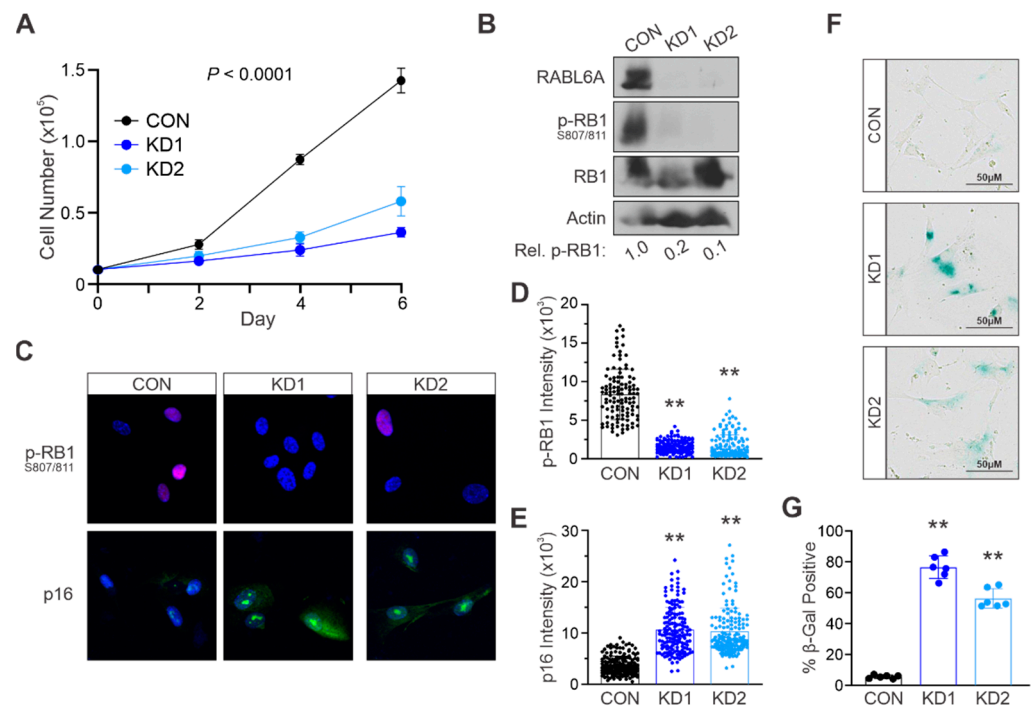 A
P < 0.0001
Cell Number (x10⁵)
1.5
1.0
0.5
0
CON
KD1
KD2
0 2 4 6
Day
B
CON KD1 KD2
RABL6A
p-RB1
S807/811
RB1
Actin
Rel. p-RB1: 1.0 0.2 0.1
C
CON KD1 KD2
p-RB1
S807/811
p16
D
p-RB1 Intensity (x10³)
20
15
10
5
0
** **
CON KD1 KD2
E
p16 Intensity (x10³)
30
20
10
0
** **
CON KD1 KD2
F
CON
50µM
KD1
50µM
KD2
50µM
G
% β-Gal Positive
100
80
60
40
20
0
** **
CON KD1 KD2